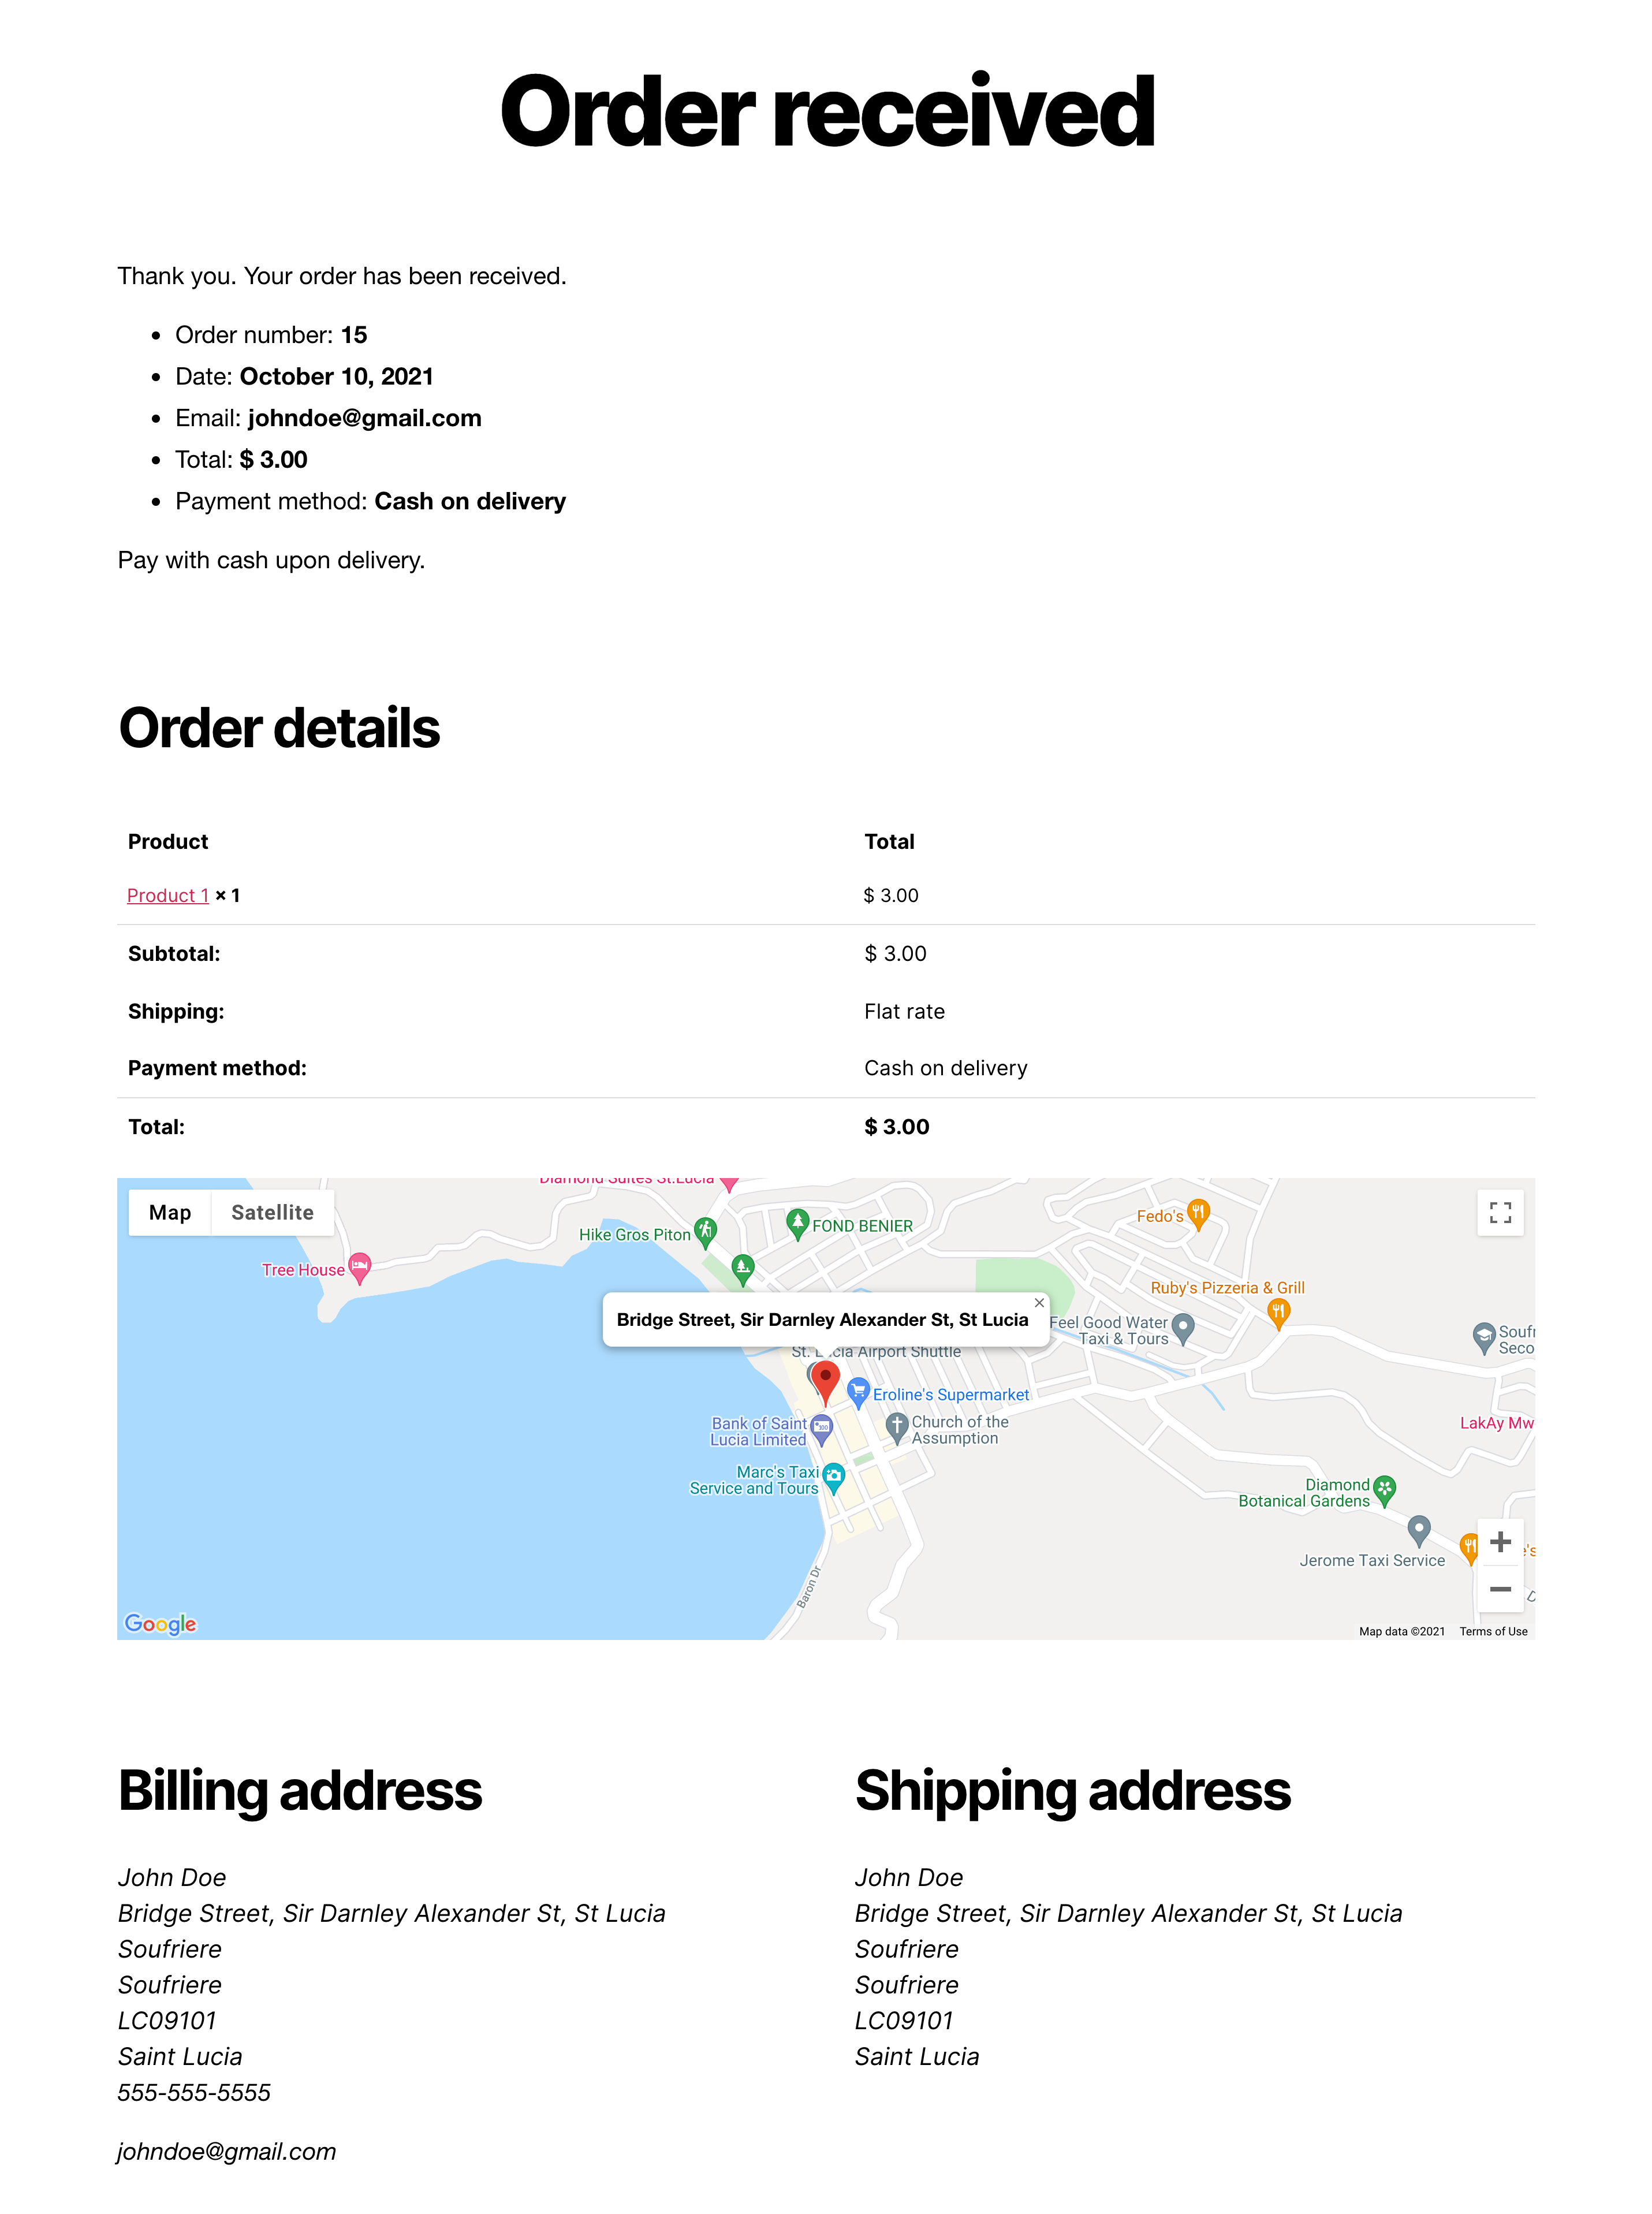 Order received
Thank you. Your order has been received.
Order number: 15
Date: October 10, 2021
Email: johndoe@gmail.com
Total: $ 3.00
Payment method: Cash on delivery
Pay with cash upon delivery.
Order details
Product Total
Product 1 × 1 $ 3.00
Subtotal: $ 3.00
Shipping: Flat rate
Payment method: Cash on delivery
Total: $ 3.00
Diamond Suites St.Lucia
Map Satellite
Hike Gros Piton
FOND BENIER
Fedo's
Tree House
Ruby's Pizzeria & Grill
Bridge Street, Sir Darnley Alexander St, St Lucia
Feel Good Water
Taxi & Tours
Soufr
Seco
St. Lucia Airport Shuttle
Eroline's Supermarket
Bank of Saint
Lucia Limited
Church of the
Assumption
LakAy Mw
Marc's Taxi
Service and Tours
Diamond
Botanical Gardens
Jerome Taxi Service
e's
Baron Dr
Google
Map data ©2021 Terms of Use
Billing address
John Doe
Bridge Street, Sir Darnley Alexander St, St Lucia
Soufriere
Soufriere
LC09101
Saint Lucia
555-555-5555
johndoe@gmail.com
Shipping address
John Doe
Bridge Street, Sir Darnley Alexander St, St Lucia
Soufriere
Soufriere
LC09101
Saint Lucia